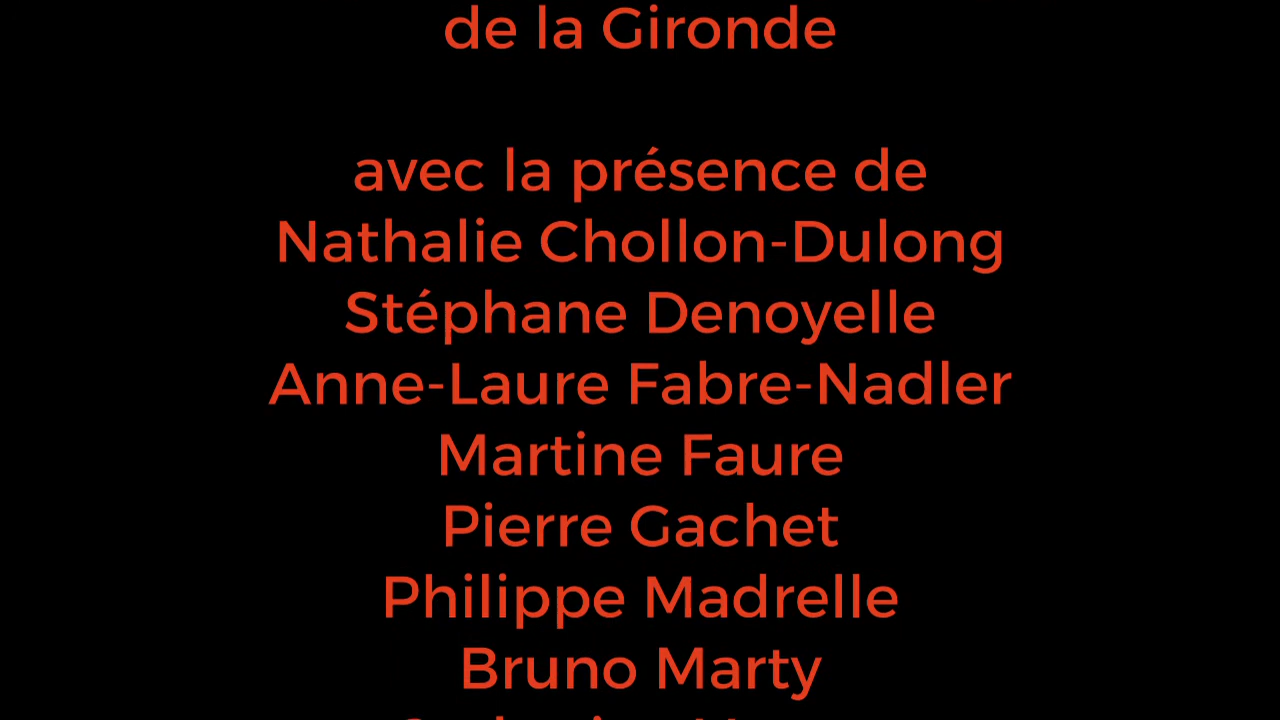 de la Gironde
avec la présence de
Nathalie Chollon-Dulong
Stéphane Denoyelle
Anne-Laure Fabre-Nadler
Martine Faure
Pierre Gachet
Philippe Madrelle
Bruno Marty